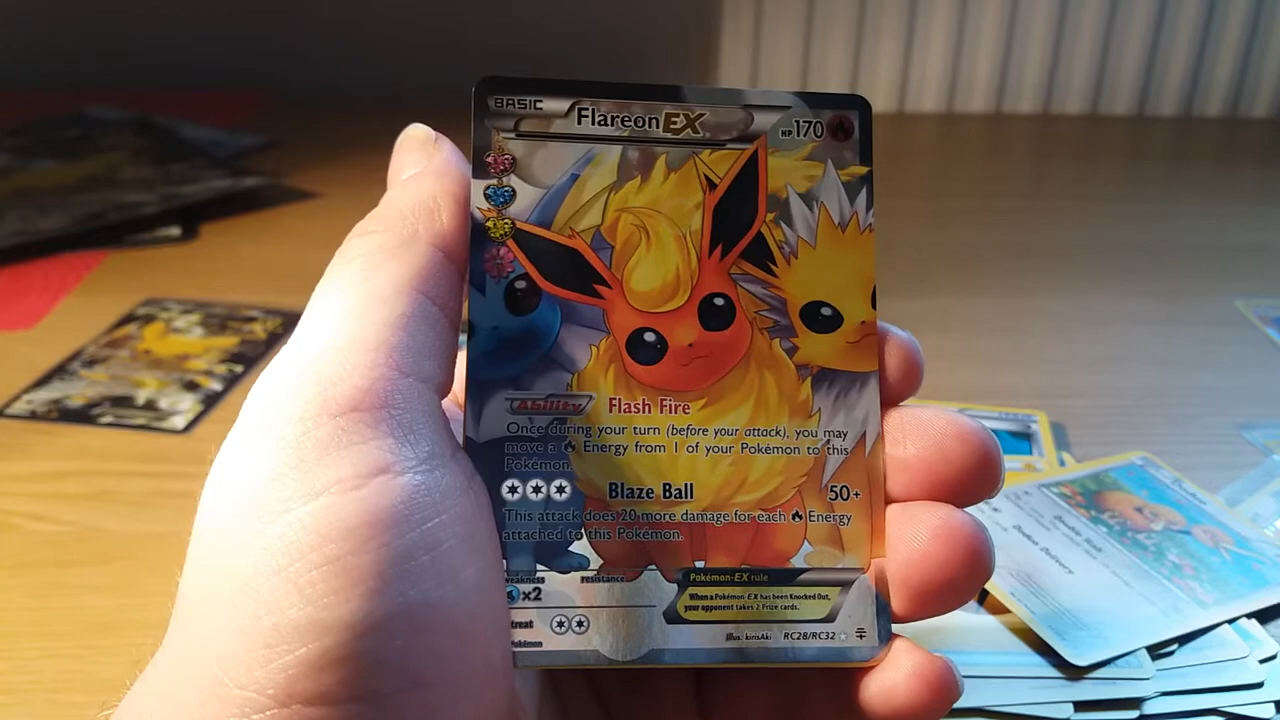 BASIC
Flareon EX
HP 170
Ability Flash Fire
Once during your turn (before your attack), you may
move a Energy from 1 of your Pokémon to this
Pokémon.
Blaze Ball 50+
This attack does 20 more damage for each Energy
attached to this Pokémon.
weakness resistance
x2
Pokémon-EX rule
When a Pokémon-EX has been Knocked Out,
your opponent takes 2 Prize cards.
treat
Pokémon
Illus. kirisAki RC28/RC32